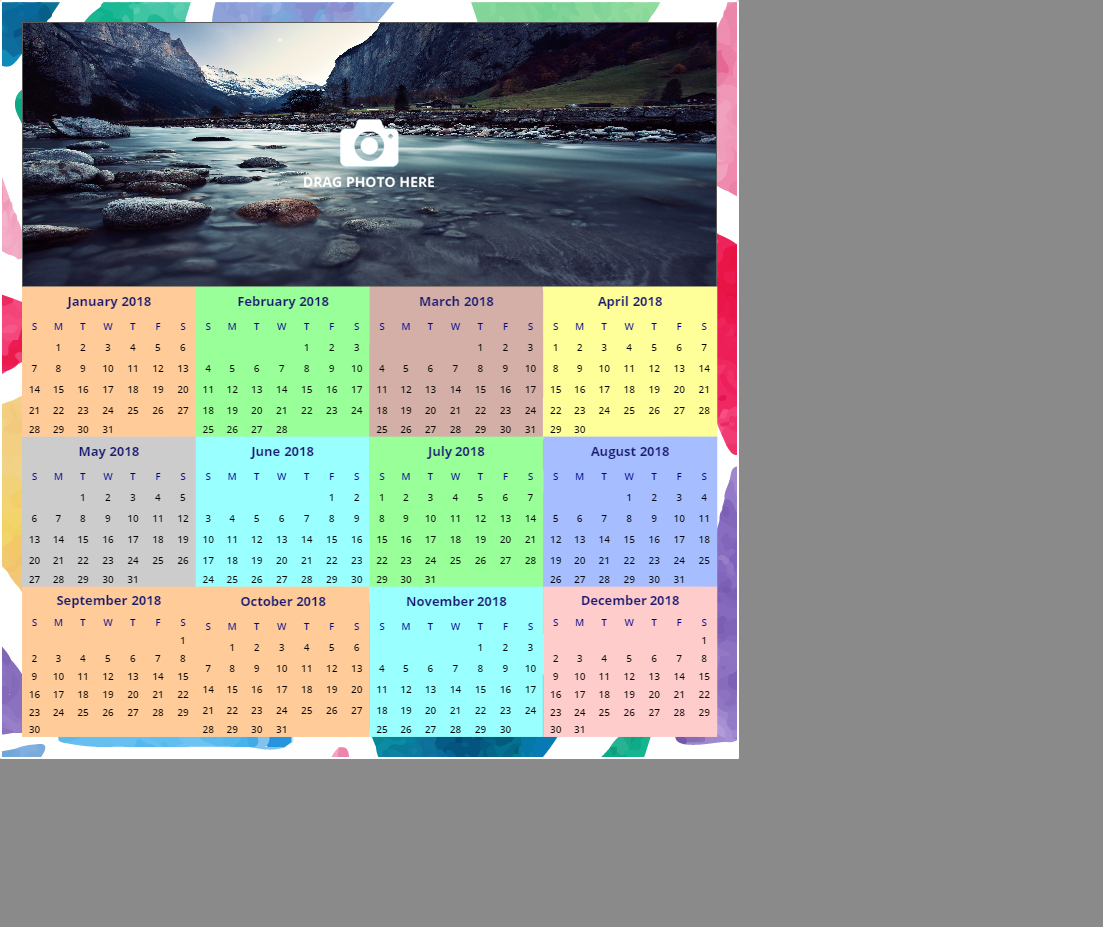 DRAG PHOTO HERE
January 2018
S M T W T F S
1 2 3 4 5 6
7 8 9 10 11 12 13
14 15 16 17 18 19 20
21 22 23 24 25 26 27
28 29 30 31
February 2018
S M T W T F S
1 2 3
4 5 6 7 8 9 10
11 12 13 14 15 16 17
18 19 20 21 22 23 24
25 26 27 28
March 2018
S M T W T F S
1 2 3
4 5 6 7 8 9 10
11 12 13 14 15 16 17
18 19 20 21 22 23 24
25 26 27 28 29 30 31
April 2018
S M T W T F S
1 2 3 4 5 6 7
8 9 10 11 12 13 14
15 16 17 18 19 20 21
22 23 24 25 26 27 28
29 30
May 2018
S M T W T F S
1 2 3 4 5
6 7 8 9 10 11 12
13 14 15 16 17 18 19
20 21 22 23 24 25 26
27 28 29 30 31
June 2018
S M T W T F S
1 2
3 4 5 6 7 8 9
10 11 12 13 14 15 16
17 18 19 20 21 22 23
24 25 26 27 28 29 30
July 2018
S M T W T F S
1 2 3 4 5 6 7
8 9 10 11 12 13 14
15 16 17 18 19 20 21
22 23 24 25 26 27 28
29 30 31
August 2018
S M T W T F S
1 2 3 4
5 6 7 8 9 10 11
12 13 14 15 16 17 18
19 20 21 22 23 24 25
26 27 28 29 30 31
September 2018
S M T W T F S
1
2 3 4 5 6 7 8
9 10 11 12 13 14 15
16 17 18 19 20 21 22
23 24 25 26 27 28 29
30
October 2018
S M T W T F S
1 2 3 4 5 6
7 8 9 10 11 12 13
14 15 16 17 18 19 20
21 22 23 24 25 26 27
28 29 30 31
November 2018
S M T W T F S
1 2 3
4 5 6 7 8 9 10
11 12 13 14 15 16 17
18 19 20 21 22 23 24
25 26 27 28 29 30
December 2018
S M T W T F S
1
2 3 4 5 6 7 8
9 10 11 12 13 14 15
16 17 18 19 20 21 22
23 24 25 26 27 28 29
30 31